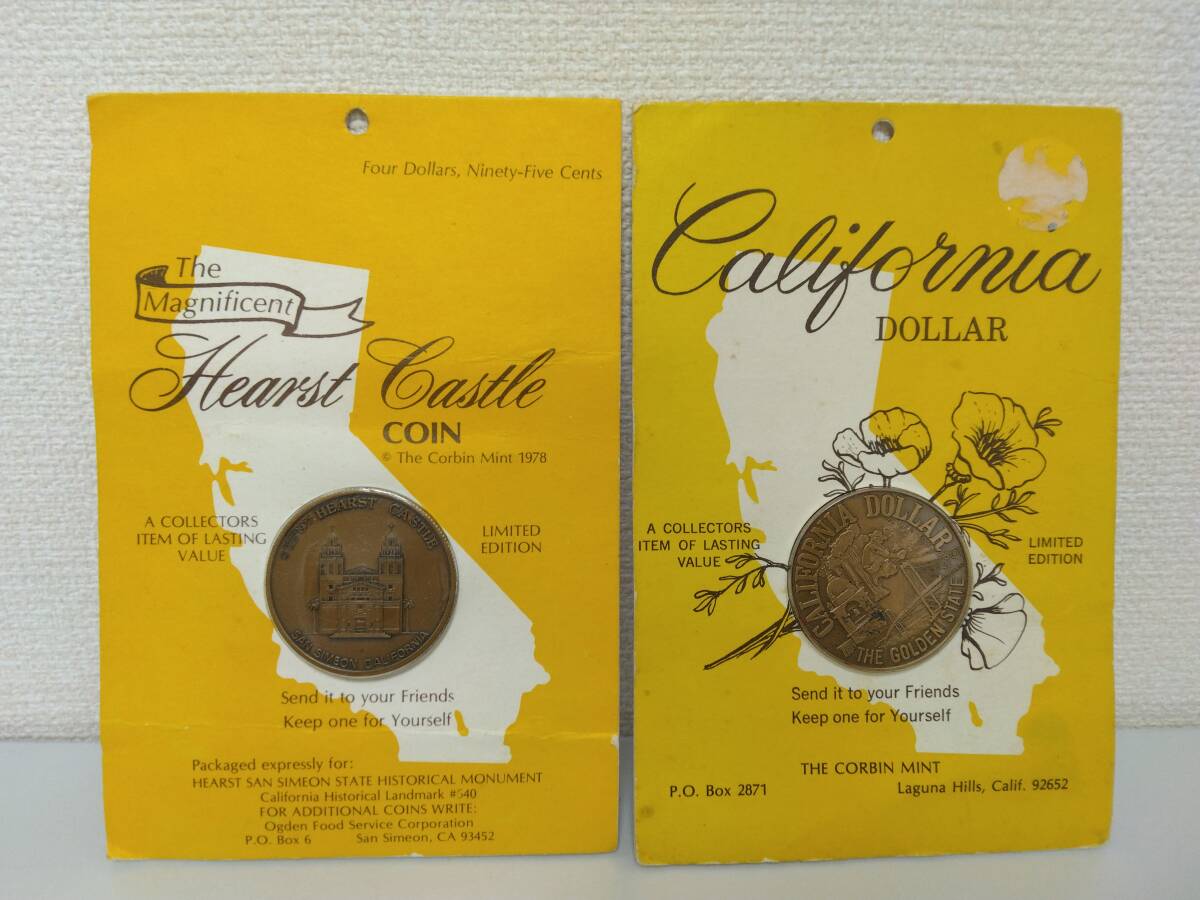 Four Dollars, Ninety-Five Cents
The
Magnificent
Hearst Castle
COIN
© The Corbin Mint 1978
A COLLECTORS
ITEM OF LASTING
VALUE
LIMITED
EDITION
HEARST CASTLE
SAN SIMEON CALIFORNIA
Send it to your Friends
Keep one for Yourself
Packaged expressly for:
HEARST SAN SIMEON STATE HISTORICAL MONUMENT
California Historical Landmark #640
FOR ADDITIONAL COINS WRITE:
Ogden Food Service Corporation
P.O. Box 6 San Simeon, CA 93452
California
DOLLAR
A COLLECTORS
ITEM OF LASTING
VALUE
LIMITED
EDITION
CALIFORNIA DOLLAR
THE GOLDEN STATE
Send it to your Friends
Keep one for Yourself
THE CORBIN MINT
P.O. Box 2871 Laguna Hills, Calif. 92652